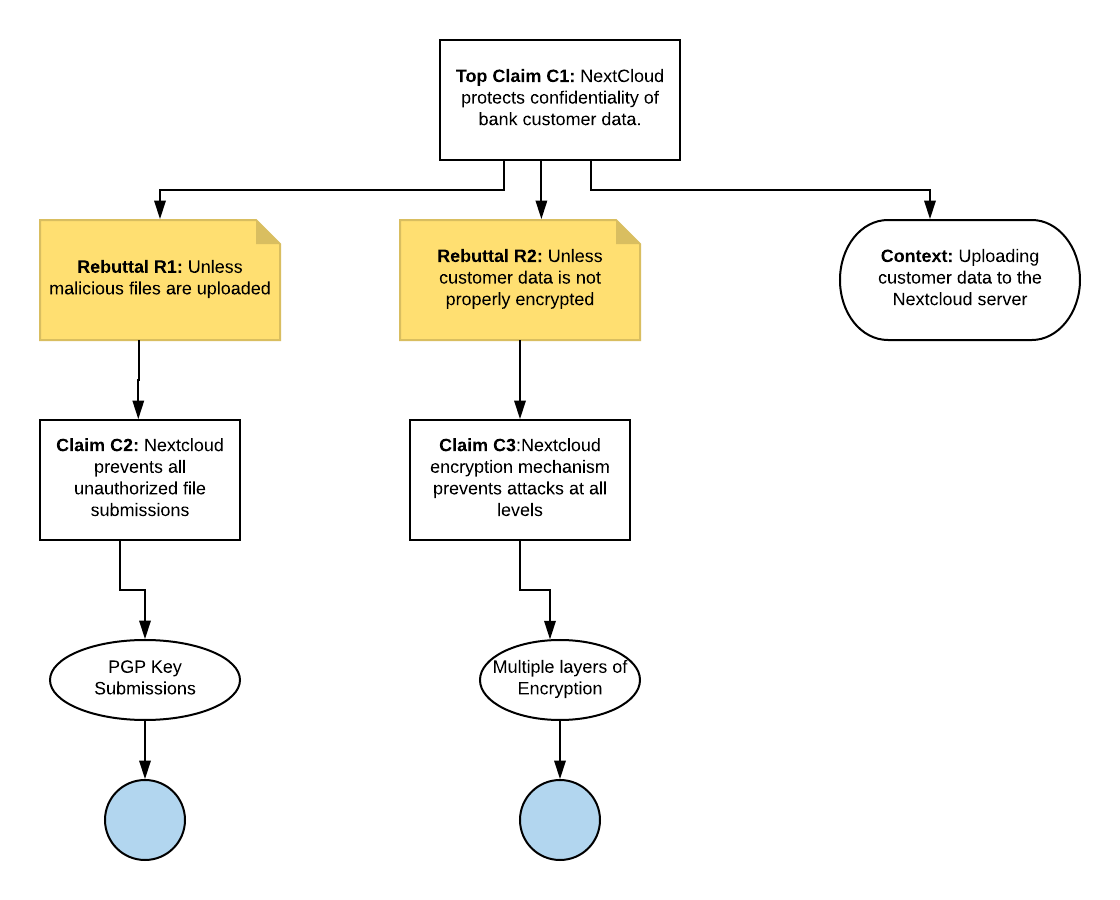 Top Claim C1: NextCloud
protects confidentiality of
bank customer data.
Rebuttal R1: Unless
malicious files are uploaded
Rebuttal R2: Unless
customer data is not
properly encrypted
Context: Uploading
customer data to the
Nextcloud server
Claim C2: Nextcloud
prevents all
unauthorized file
submissions
Claim C3:Nextcloud
encryption mechanism
prevents attacks at all
levels
PGP Key
Submissions
Multiple layers of
Encryption